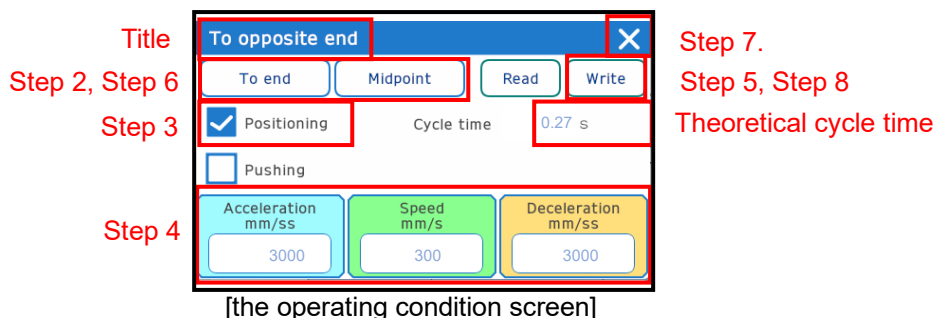 Title
To opposite end
Step 7.
Step 2, Step 6
To end
Midpoint
Read
Write
Step 5, Step 8
Step 3
Positioning
Cycle time
0.27 s
Theoretical cycle time
Pushing
Step 4
Acceleration
mm/ss
3000
Speed
mm/s
300
Deceleration
mm/ss
3000
[the operating condition screen]